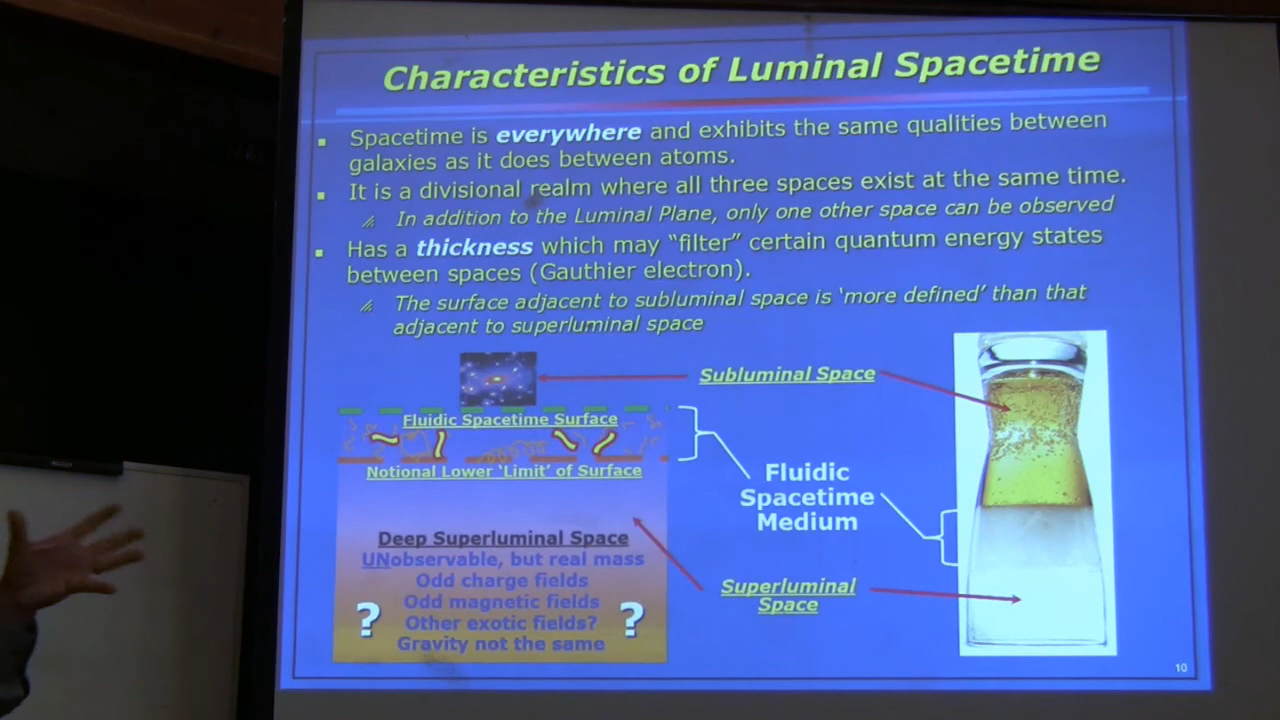 Characteristics of Luminal Spacetime
Spacetime is everywhere and exhibits the same qualities between
galaxies as it does between atoms.
It is a divisional realm where all three spaces exist at the same time.
In addition to the Luminal Plane, only one other space can be observed
Has a thickness which may “filter” certain quantum energy states
between spaces (Gauthier electron).
The surface adjacent to subluminal space is ‘more defined’ than that
adjacent to superluminal space
Subluminal Space
Fluidic Spacetime Surface
Notional Lower ‘Limit’ of Surface
Fluidic
Spacetime
Medium
Deep Superluminal Space
UNobservable, but real mass
Odd charge fields
Odd magnetic fields
Other exotic fields?
Gravity not the same
?
?
Superluminal
Space
10